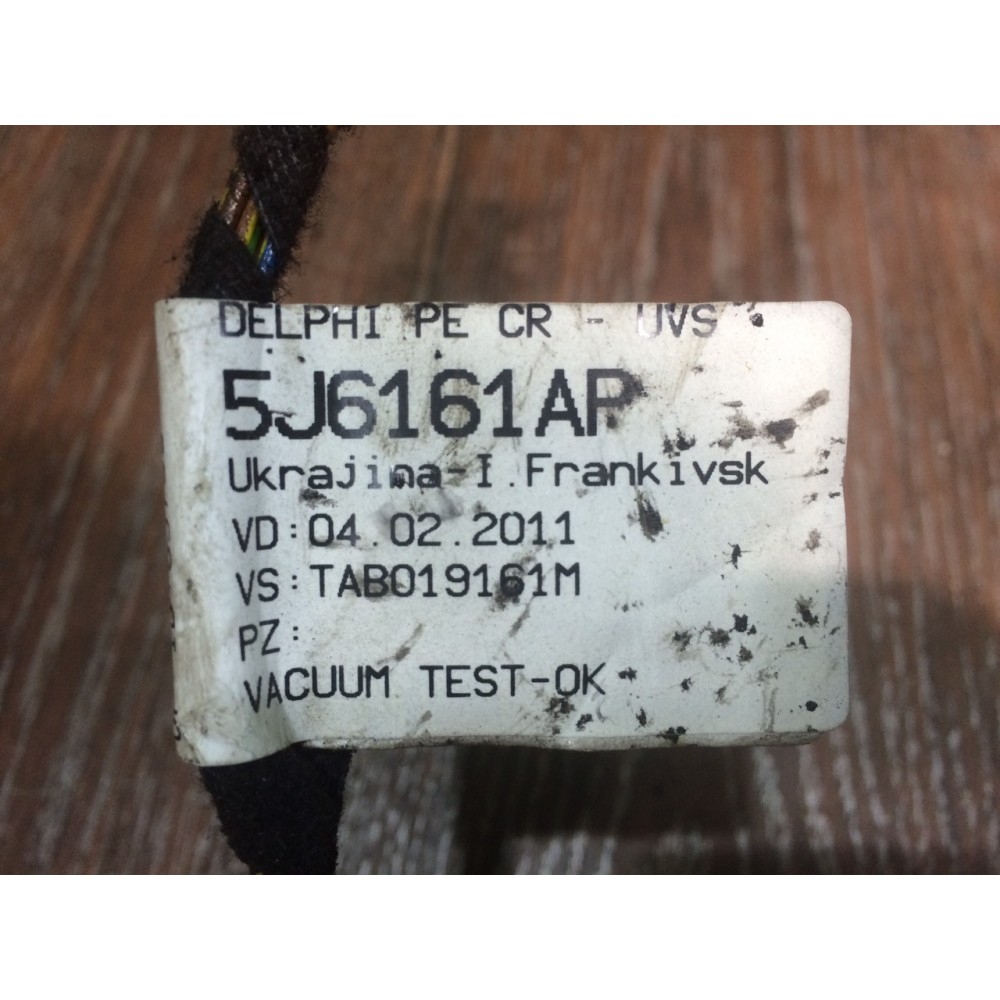 DELPHI PE CR - UVS
5J6161AP
Ukrajina-I.Frankivsk
VD:04.02.2011
VS:TAB019161M
PZ:
VACUUM TEST-OK